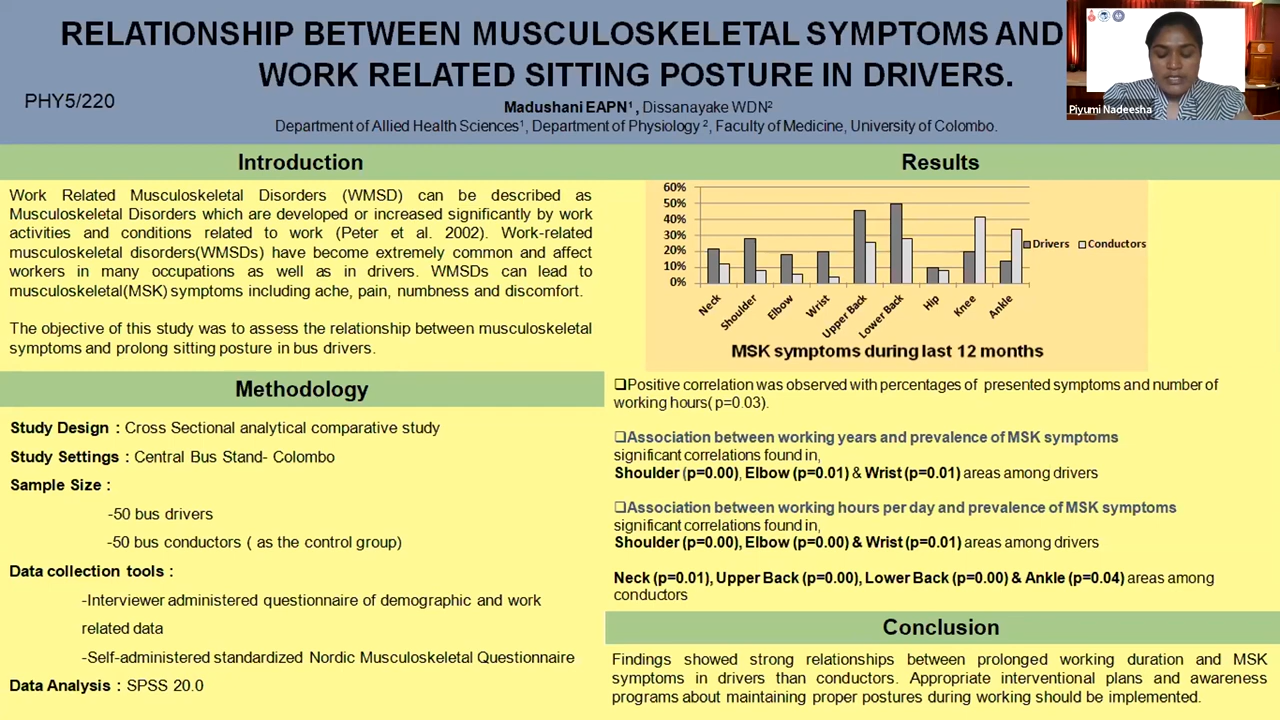 RELATIONSHIP BETWEEN MUSCULOSKELETAL SYMPTOMS AND
WORK RELATED SITTING POSTURE IN DRIVERS.
PHY5/220
Madushani EAPN¹, Dissanayake WDN²
Department of Allied Health Sciences¹, Department of Physiology ², Faculty of Medicine, University of Colombo.
Piyumi Nadeesha
Introduction
Work Related Musculoskeletal Disorders (WMSD) can be described as
Musculoskeletal Disorders which are developed or increased significantly by work
activities and conditions related to work (Peter et al. 2002). Work-related
musculoskeletal disorders(WMSDs) have become extremely common and affect
workers in many occupations as well as in drivers. WMSDs can lead to
musculoskeletal(MSK) symptoms including ache, pain, numbness and discomfort.
The objective of this study was to assess the relationship between musculoskeletal
symptoms and prolong sitting posture in bus drivers.
Methodology
Study Design : Cross Sectional analytical comparative study
Study Settings : Central Bus Stand- Colombo
Sample Size :
-50 bus drivers
-50 bus conductors ( as the control group)
Data collection tools :
-Interviewer administered questionnaire of demographic and work
related data
-Self-administered standardized Nordic Musculoskeletal Questionnaire
Data Analysis : SPSS 20.0
Results
60%
50%
40%
30%
20%
10%
0%
Drivers Conductors
Neck
Shoulder
Elbow
Wrist
Upper Back
Lower Back
Hip
Knee
Ankle
MSK symptoms during last 12 months
❑Positive correlation was observed with percentages of presented symptoms and number of
working hours( p=0.03).
❑Association between working years and prevalence of MSK symptoms
significant correlations found in,
Shoulder (p=0.00), Elbow (p=0.01) & Wrist (p=0.01) areas among drivers
❑Association between working hours per day and prevalence of MSK symptoms
significant correlations found in,
Shoulder (p=0.00), Elbow (p=0.00) & Wrist (p=0.01) areas among drivers
Neck (p=0.01), Upper Back (p=0.00), Lower Back (p=0.00) & Ankle (p=0.04) areas among
conductors
Conclusion
Findings showed strong relationships between prolonged working duration and MSK
symptoms in drivers than conductors. Appropriate interventional plans and awareness
programs about maintaining proper postures during working should be implemented.